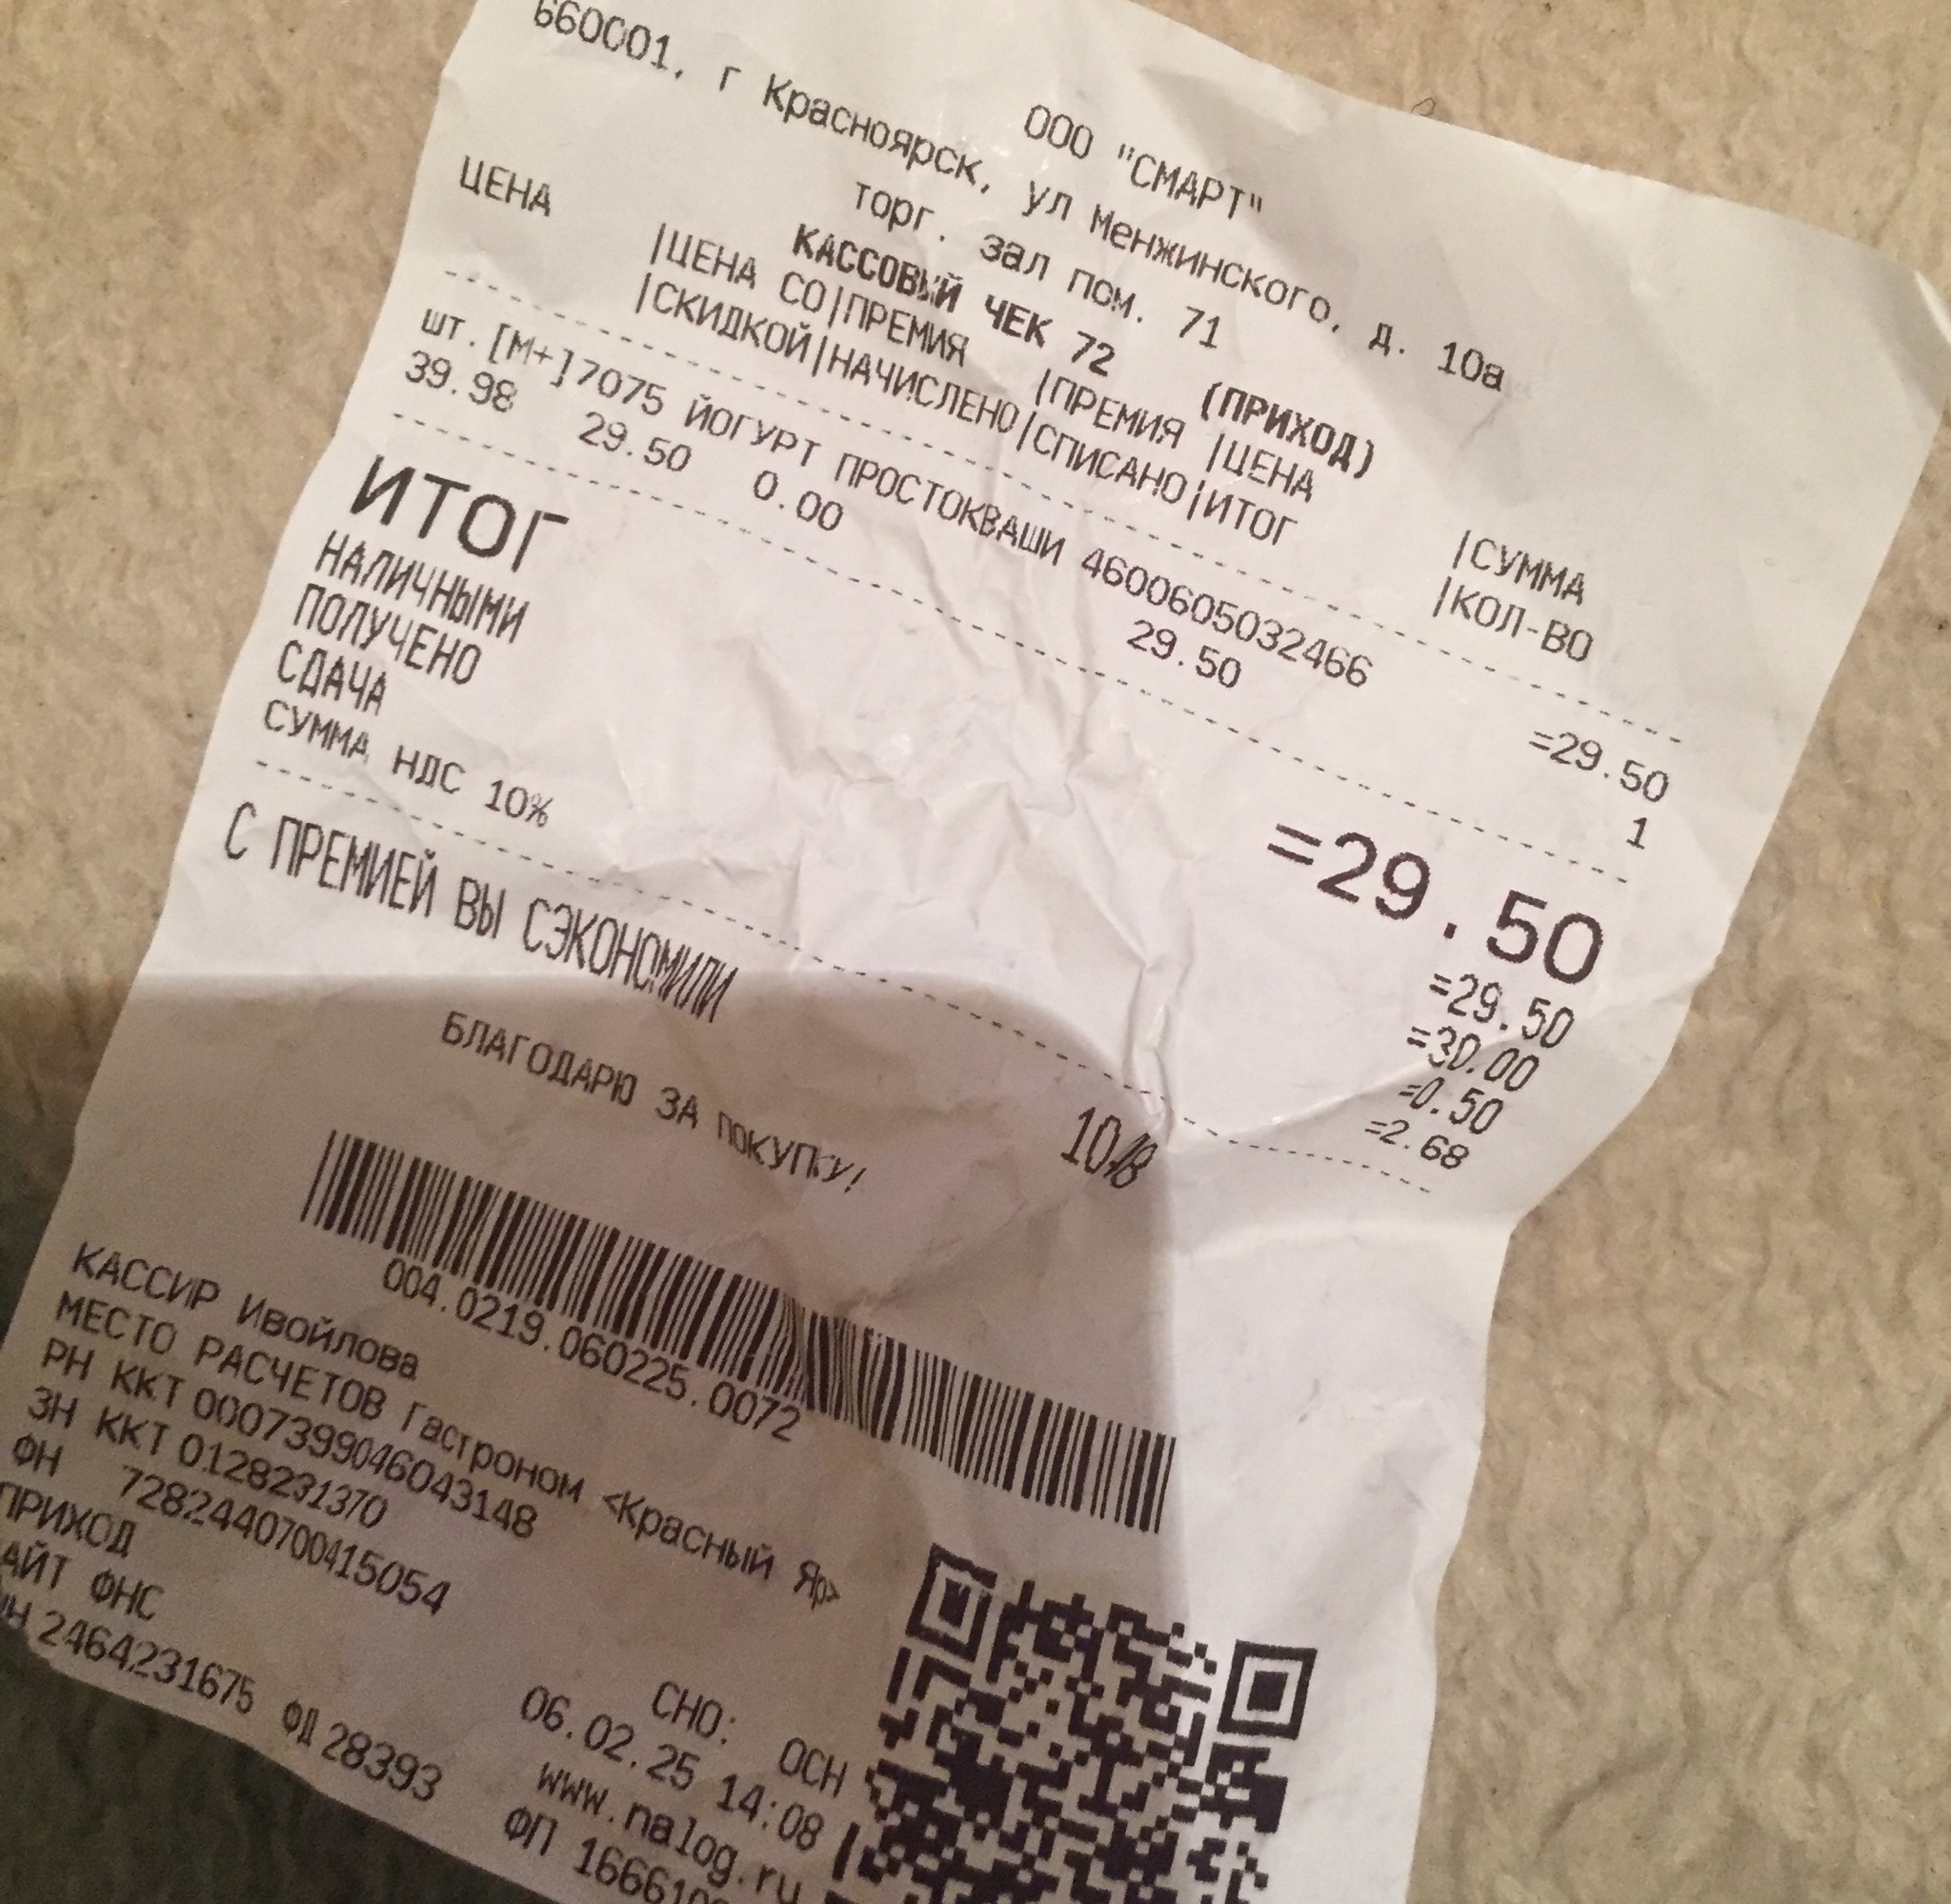 ООО "СМАРТ"
660001, г Красноярск, ул Менжинского, д. 10а
торг. зал пом. 71
КАССОВЫЙ ЧЕК 72 (ПРИХОД)
ЦЕНА |ЦЕНА СО|ПРЕМИЯ |ПРЕМИЯ |ЦЕНА |СУММА
|СКИДКОЙ|НАЧИСЛЕНО|СПИСАНО|ИТОГ |КОЛ-ВО
шт.[М+]7075 ЙОГУРТ ПРОСТОКВАШИ 4600605032466 =29.50
39.98 29.50 0.00 29.50 1
ИТОГ =29.50
НАЛИЧНЫМИ =29.50
ПОЛУЧЕНО =30.00
СДАЧА =0.50
СУММА НДС 10% =2.68
С ПРЕМИЕЙ ВЫ СЭКОНОМИЛИ 10.48
БЛАГОДАРЮ ЗА ПОКУПКУ!
004.0219.060225.0072
КАССИР Ивойлова
МЕСТО РАСЧЕТОВ Гастроном <Красный Яр>
РН ККТ 0007399046043148
ЗН ККТ 0128231370
ФН 7282440700415054 СНО: ОСН
ПРИХОД 06.02.25 14:08
АЙТ ФНС www.nalog.ru
Н 2464231675 ФД 28393 ФП